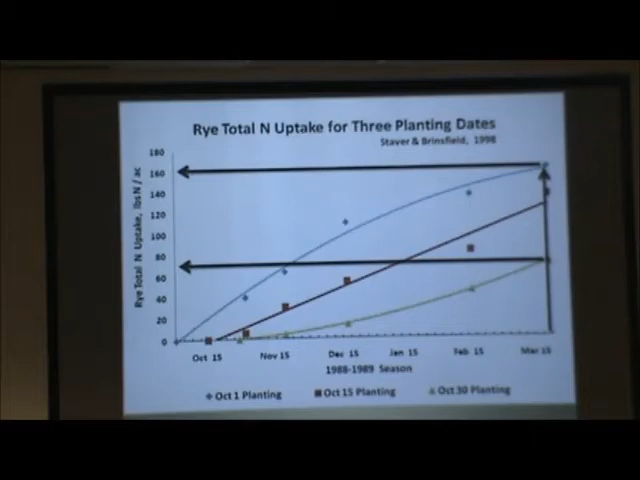 Rye Total N Uptake for Three Planting Dates
Staver & Brinsfield, 1998
Rye Total N Uptake, lbs N / ac
180
160
140
120
100
80
60
40
20
0
Oct 15 Nov 15 Dec 15 Jan 15 Feb 15 Mar 15
1988-1989 Season
Oct 1 Planting Oct 15 Planting Oct 30 Planting